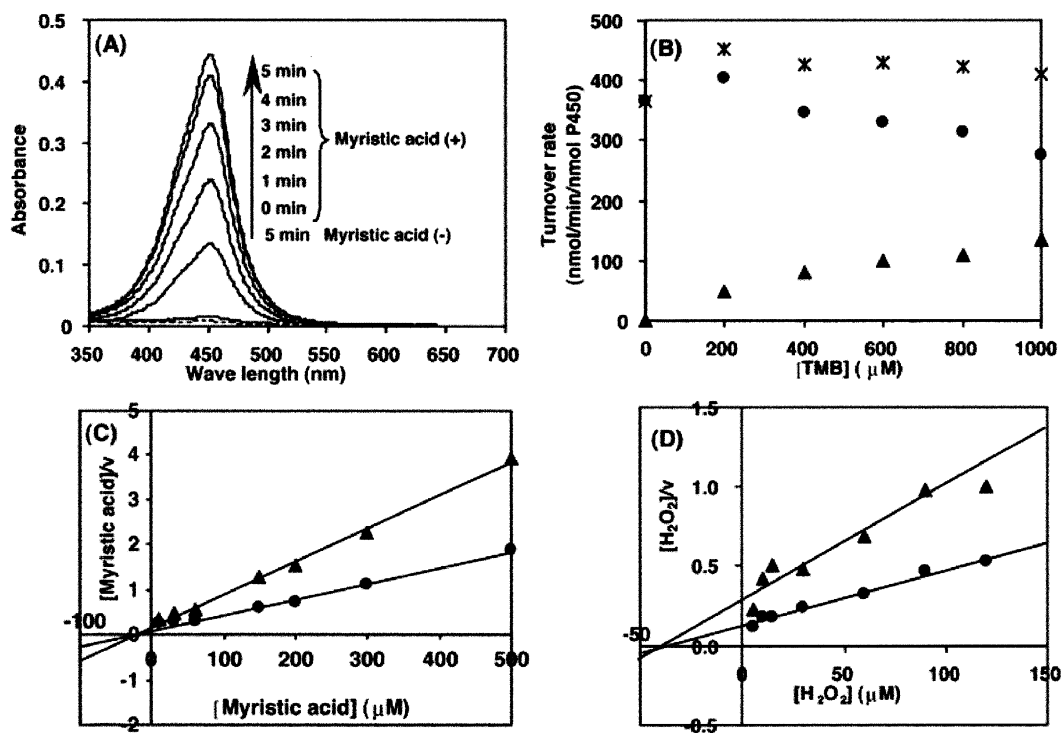 (A)
0.5
0.4
0.3
0.2
0.1
0
Absorbance
5 min
4 min
3 min
2 min
1 min
0 min
5 min
Myristic acid (+)
Myristic acid (-)
350 400 450 500 550 600 650 700
Wave length (nm)
(B)
500
400
300
200
100
0
Turnover rate
(nmol/min/nmol P450)
0 200 400 600 800 1000
[TMB] ( μM)
(C)
5
4
3
2
1
0
-1
-2
[Myristic acid]/v
-100
0 100 200 300 400 500
[Myristic acid] (μM)
(D)
1.5
1.0
0.5
0.0
-0.5
[H₂O₂]/v
-50
0 50 100 150
[H₂O₂] (μM)